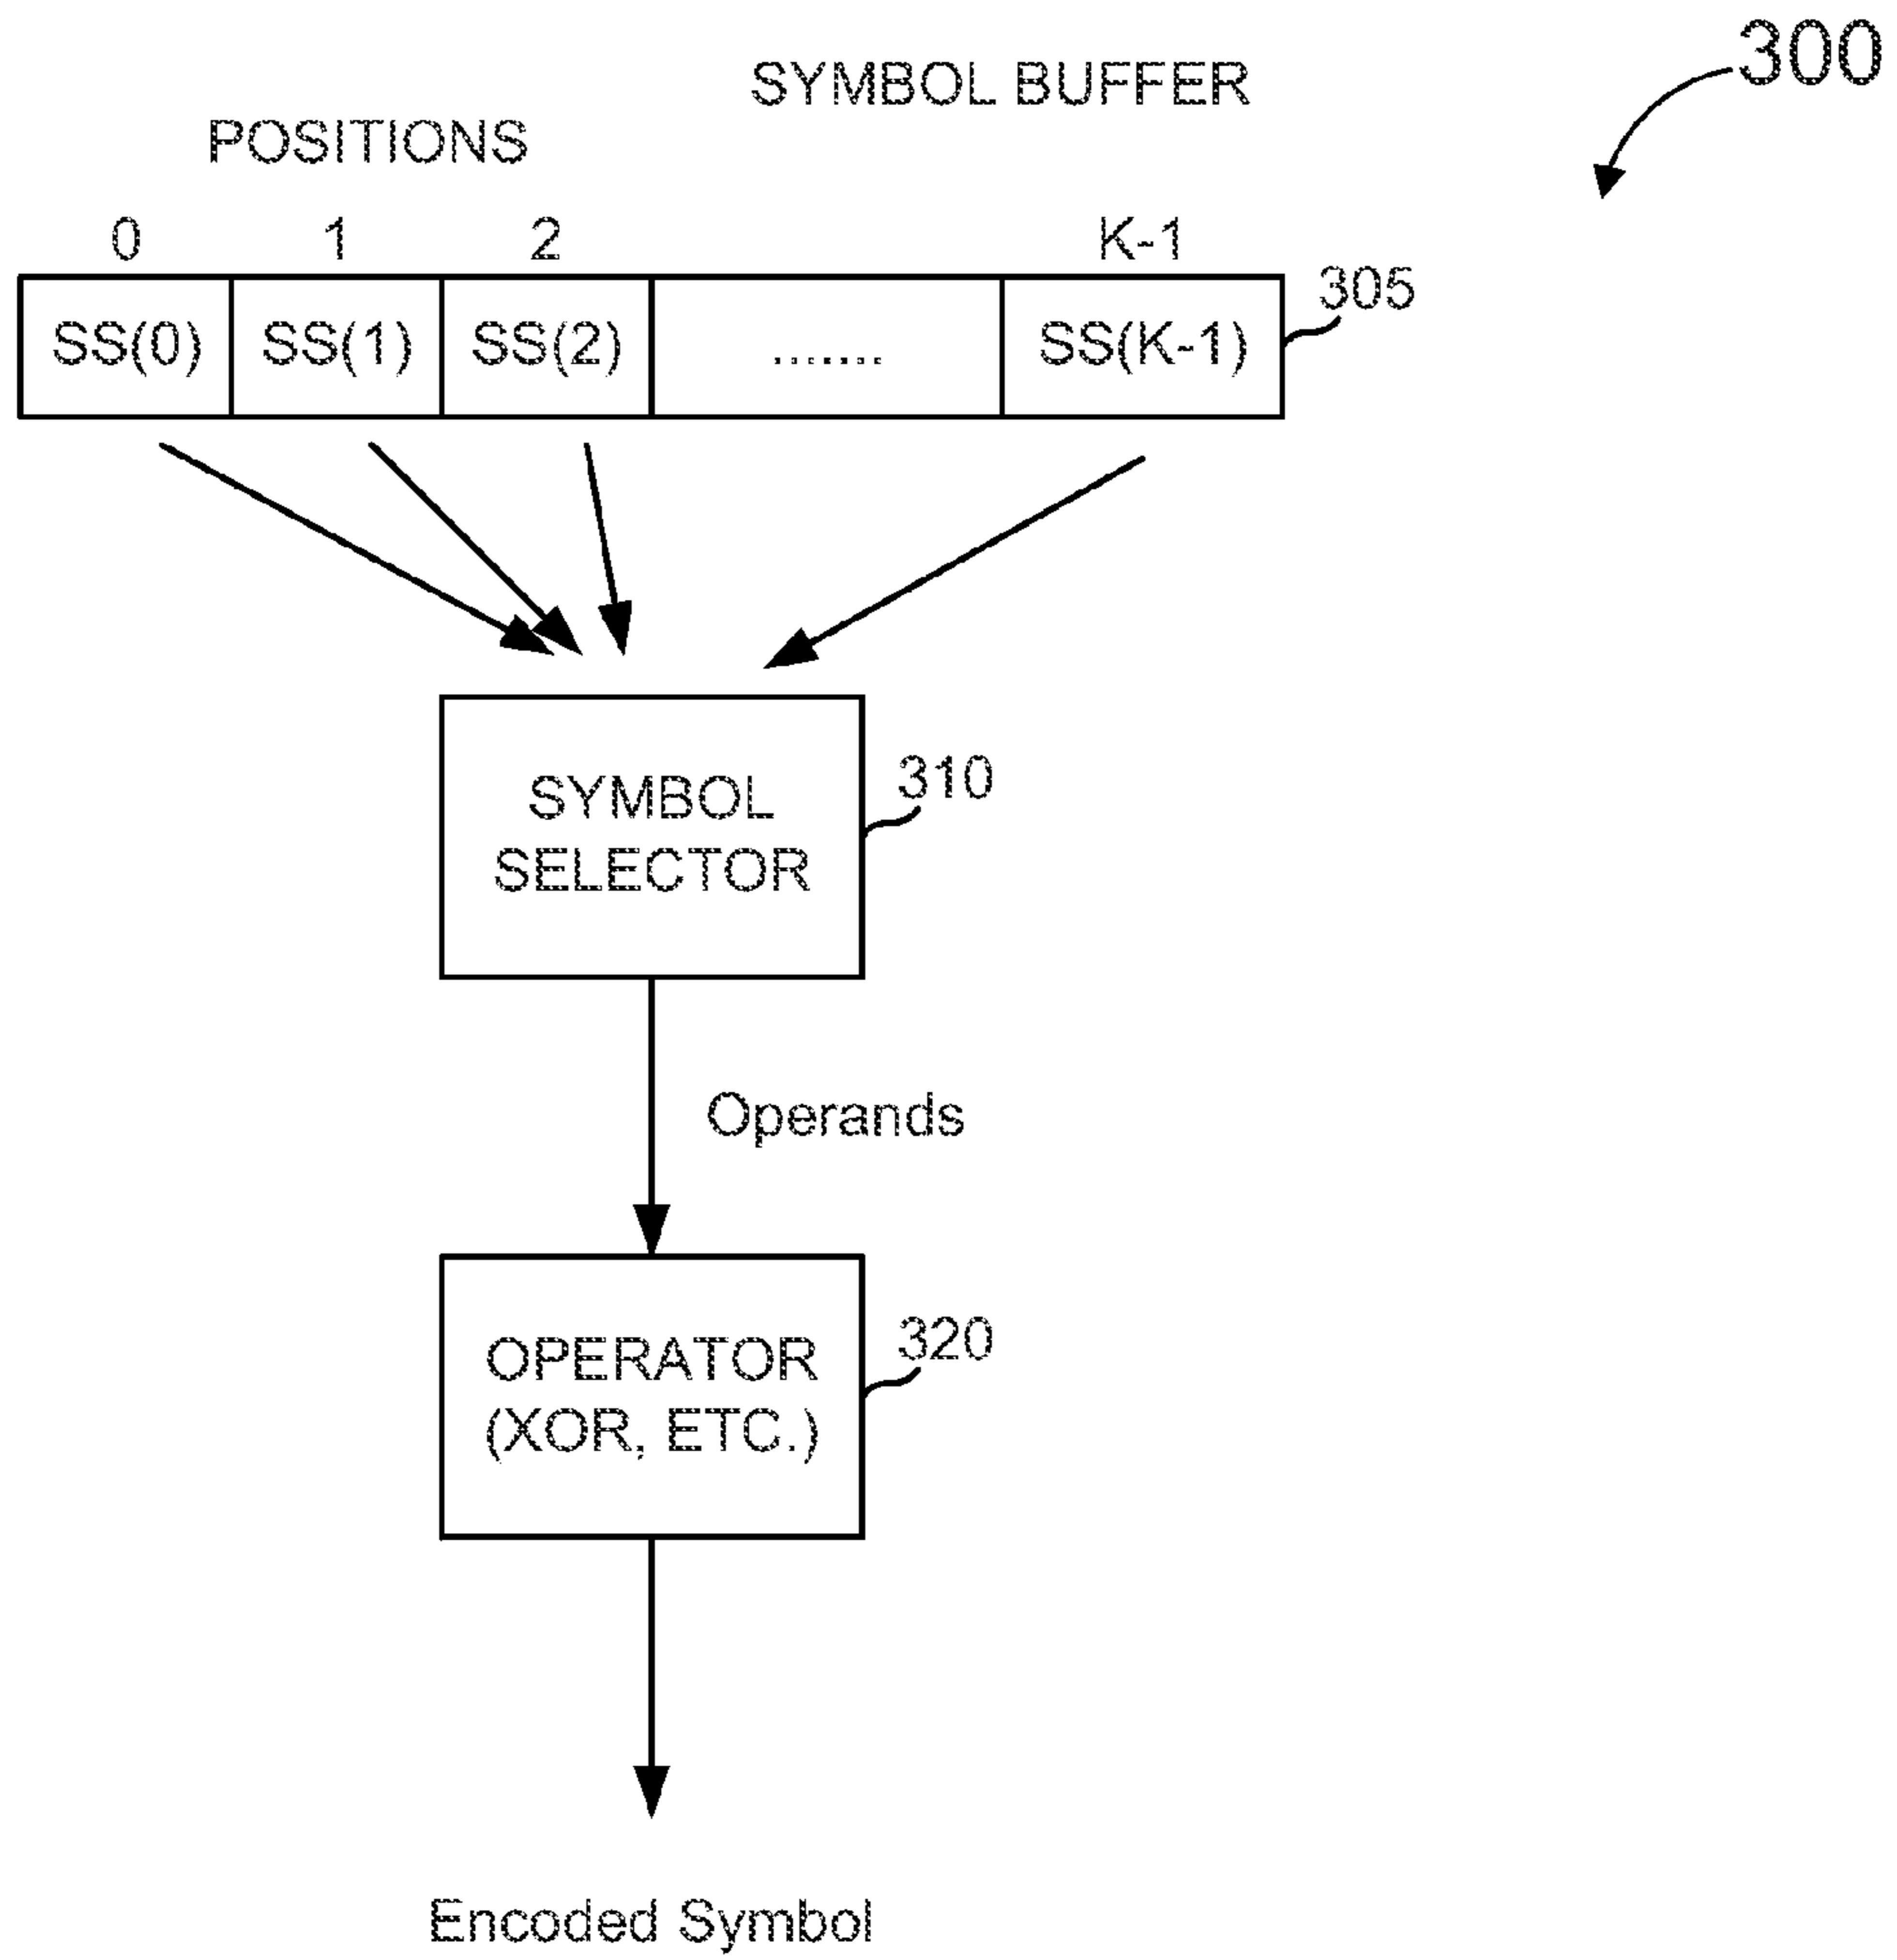 300
SYMBOL BUFFER
POSITIONS
0 1 2 K-1
305
SS(0) SS(1) SS(2) ....... SS(K-1)
310
SYMBOL
SELECTOR
Operands
320
OPERATOR
(XOR, ETC.)
Encoded Symbol